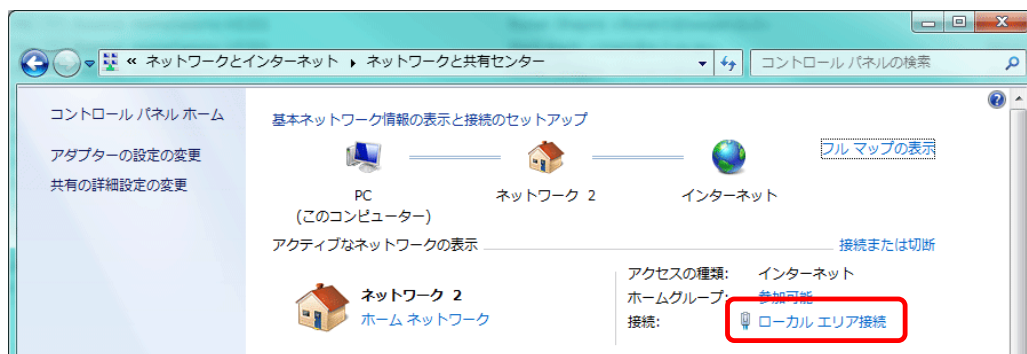 « ネットワークとインターネット ▸ ネットワークと共有センター
コントロール パネルの検索
コントロール パネル ホーム
アダプターの設定の変更
共有の詳細設定の変更
基本ネットワーク情報の表示と接続のセットアップ
フル マップの表示
PC
(このコンピューター)
ネットワーク 2
インターネット
アクティブなネットワークの表示
接続または切断
ネットワーク 2
ホーム ネットワーク
アクセスの種類: インターネット
ホームグループ: 参加可能
接続: ローカル エリア接続